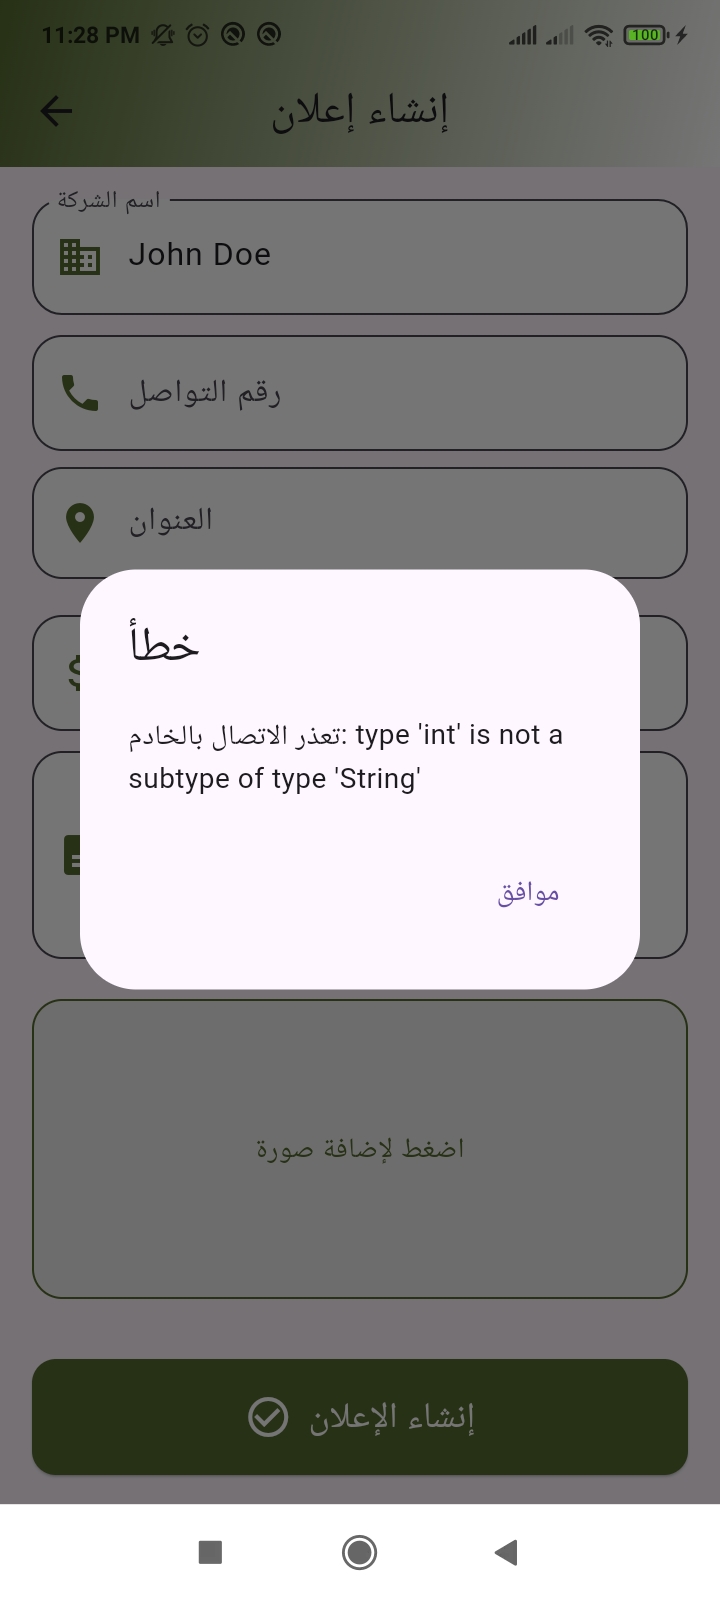 11:28 PM
100
إنشاء إعلان
اسم الشركة
John Doe
رقم التواصل
العنوان
$
خطأ
تعذر الاتصال بالخادم: type 'int' is not a
subtype of type 'String'
موافق
اضغط لإضافة صورة
إنشاء الإعلان